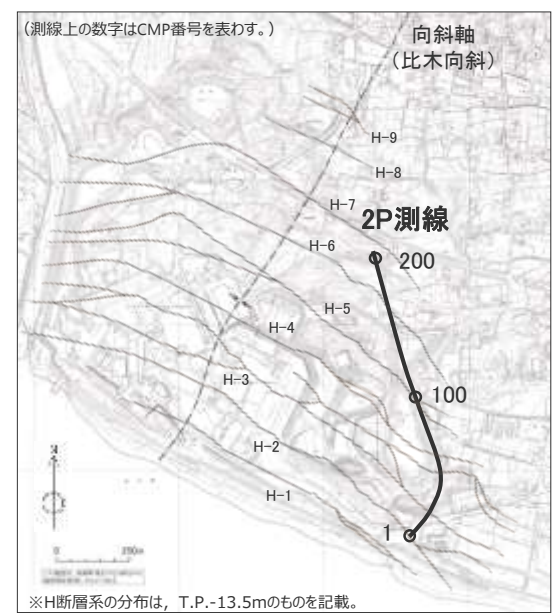 (測線上の数字はCMP番号を表わす。)
向斜軸
(比木向斜)
H-9
H-8
H-7
2P測線
H-6
200
H-5
H-4
100
H-3
H-2
H-1
1
N
0
250m
※H断層系の分布は, T.P.-13.5mのものを記載。